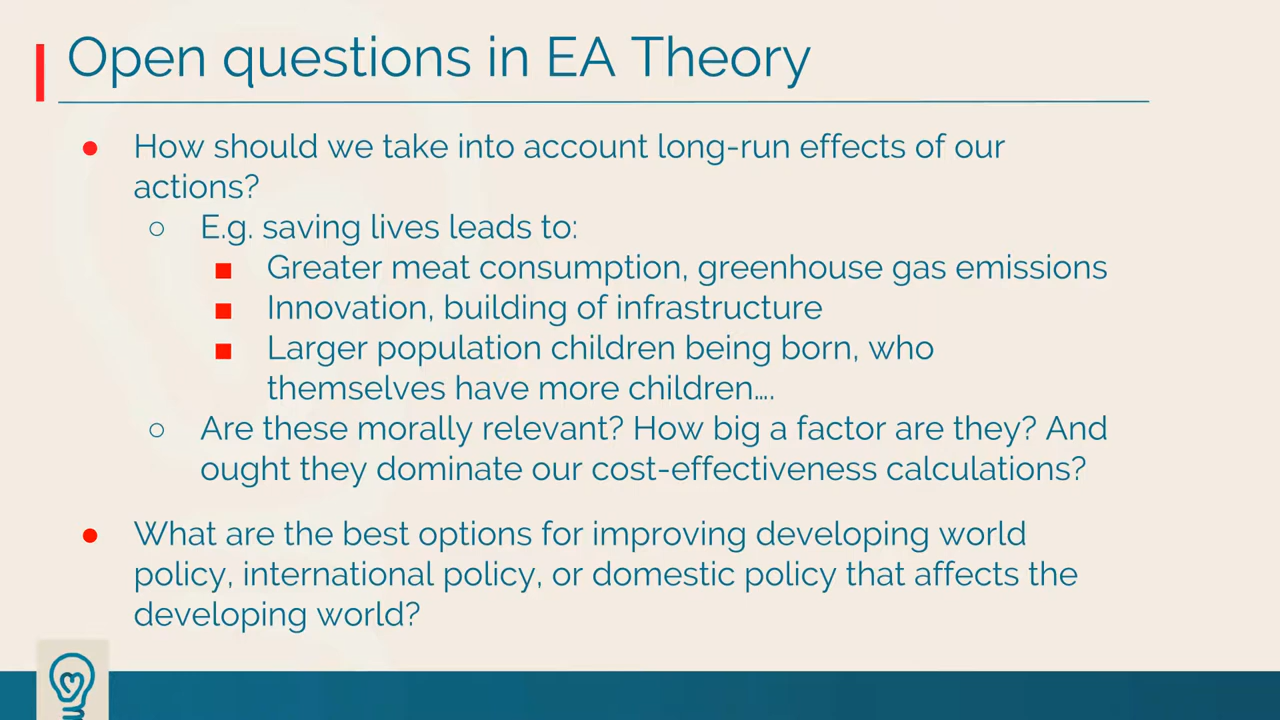 Open questions in EA Theory
● How should we take into account long-run effects of our
actions?
○ E.g. saving lives leads to:
■ Greater meat consumption, greenhouse gas emissions
■ Innovation, building of infrastructure
■ Larger population children being born, who
themselves have more children....
○ Are these morally relevant? How big a factor are they? And
ought they dominate our cost-effectiveness calculations?
● What are the best options for improving developing world
policy, international policy, or domestic policy that affects the
developing world?